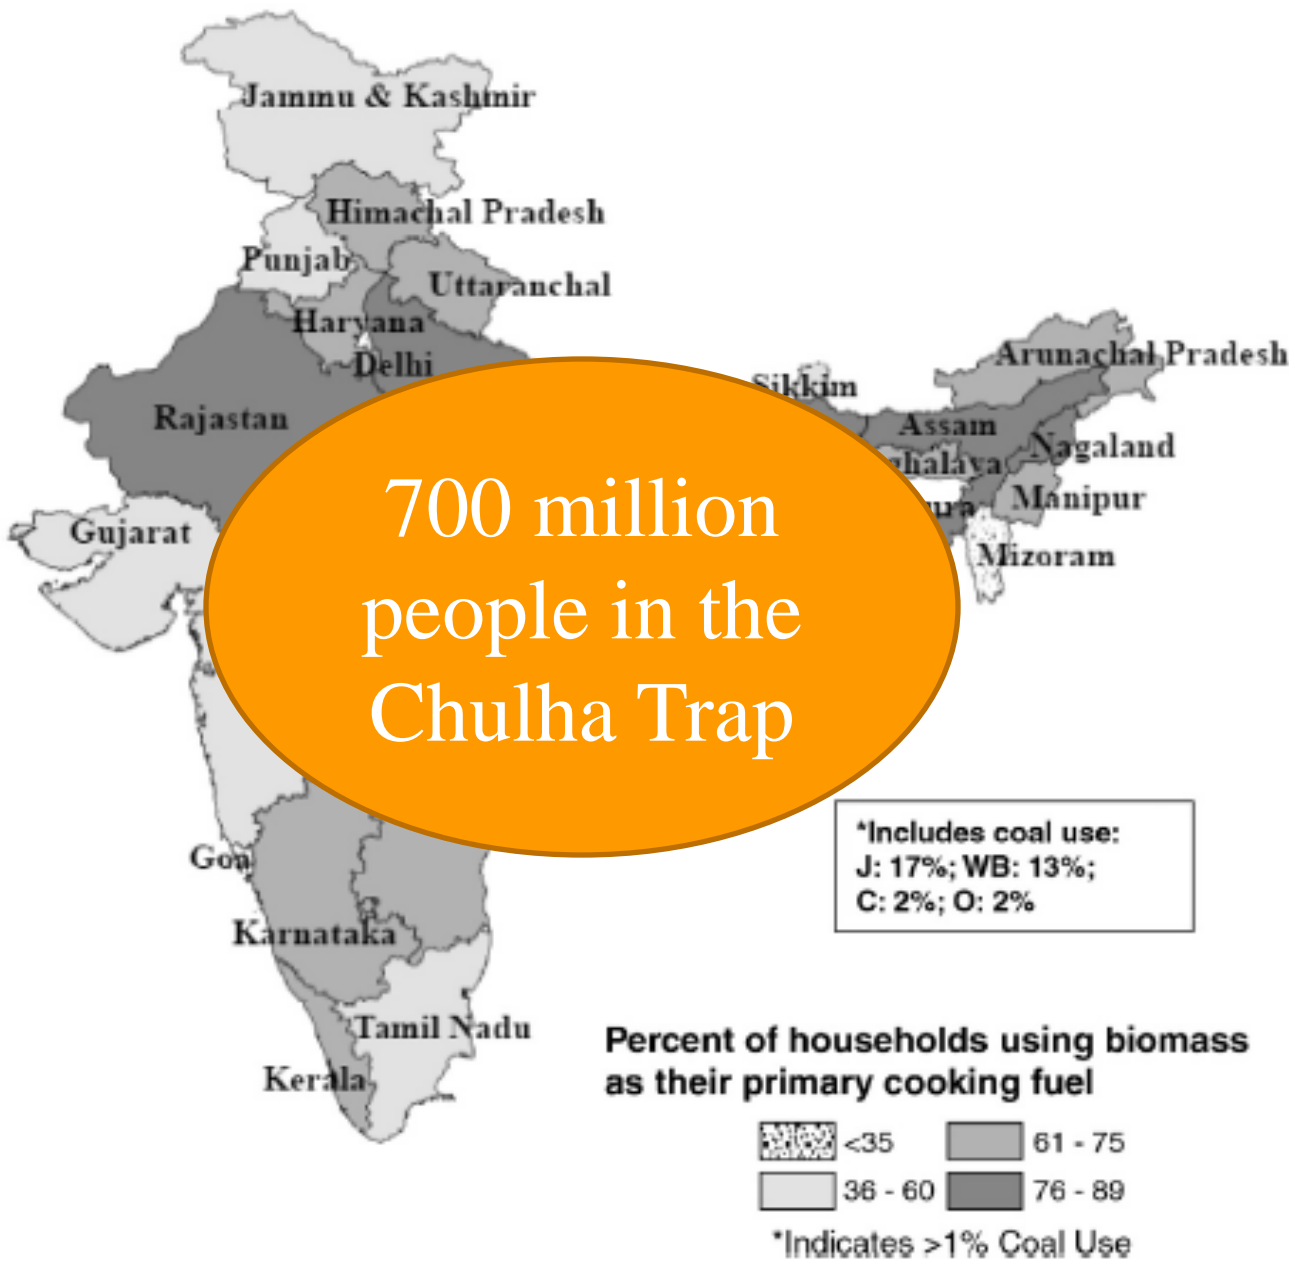 Jammu & Kashmir
Himachal Pradesh
Punjab
Uttaranchal
Haryana
Delhi
Arunachal Pradesh
Sikkim
Rajastan
Assam
Nagaland
ghalaya
Manipur
Gujarat
ura
Mizoram
700 million
people in the
Chulha Trap
*Includes coal use:
J: 17%; WB: 13%;
C: 2%; O: 2%
Goa
Karnataka
Tamil Nadu
Kerala
Percent of households using biomass
as their primary cooking fuel
<35
61 - 75
36 - 60
76 - 89
*Indicates >1% Coal Use